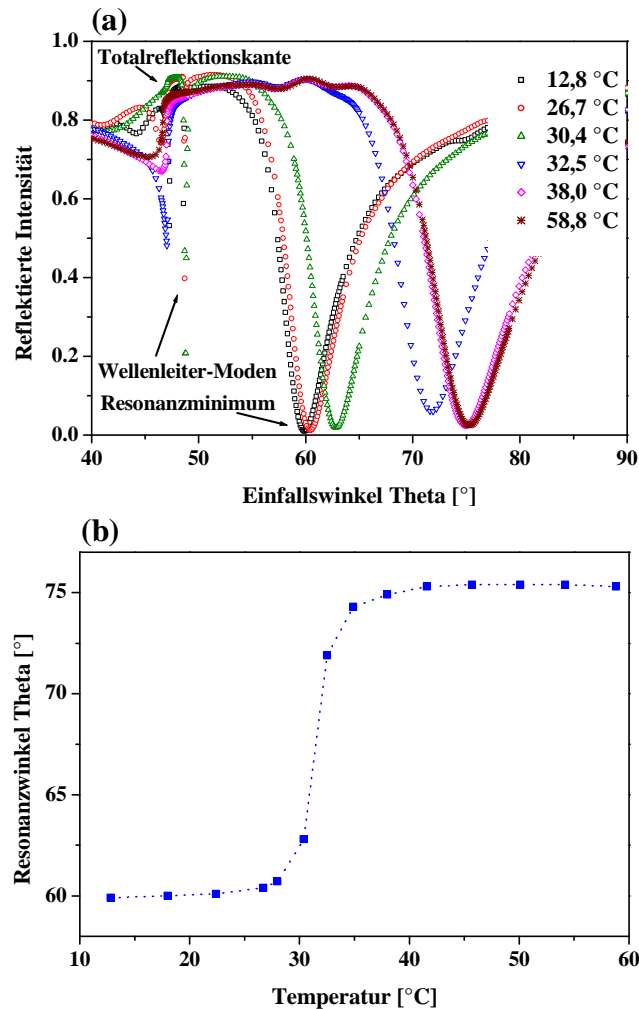 (a)
1.0
0.8
0.6
0.4
0.2
0.0
Reflektierte Intensität
Totalreflektionskante
12,8 °C
26,7 °C
30,4 °C
32,5 °C
38,0 °C
58,8 °C
Wellenleiter-Moden
Resonanzminimum
40 50 60 70 80 90
Einfallswinkel Theta [°]
(b)
75
70
65
60
Resonanzwinkel Theta [°]
10 20 30 40 50 60
Temperatur [°C]